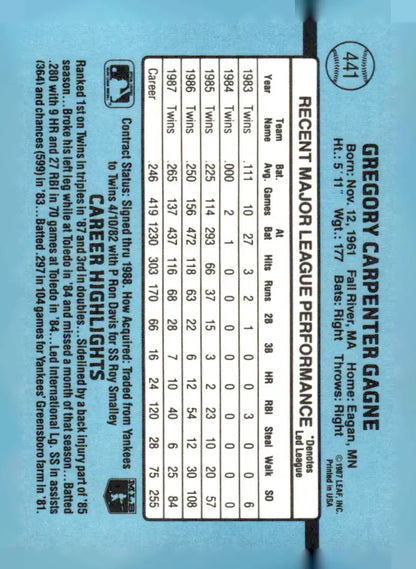 441
GREGORY CARPENTER GAGNE
©1987 LEAF, INC.
Printed in USA
Born: Nov. 12, 1961 Fall River, MA Home: Eagan, MN
Ht.: 5' 11" Wgt.: 177 Bats: Right Throws: Right
RECENT MAJOR LEAGUE PERFORMANCE *Denotes Led League
Year Team Name Bat. Avg. Games At Bat Hits Runs 2B 3B HR RBI Steal Walk SO
1983 Twins .111 10 27 3 2 1 0 0 3 0 0 6
1984 Twins .000 2 1 0 0 0 0 0 0 0 0 0
1985 Twins .225 114 293 66 37 15 3 2 23 10 20 57
1986 Twins .250 156 472 118 63 22 6 12 54 12 30 108
1987 Twins .265 137 437 116 68 28 7 10 40 6 25 84
Career .246 419 1230 303 170 66 16 24 120 28 75 255
Contract Status: Signed thru 1988. How Acquired: Traded from Yankees
to Twins 4/10/82 with P Ron Davis for SS Roy Smalley
MLB
CAREER HIGHLIGHTS
Ranked 1st on Twins in triples in '87 and 3rd in doubles...Sidelined by a back injury part of '85
season...Broke his left leg while at Toledo in '84 and missed a month of that season...Batted
.280 with 9 HR and 27 RBI in 70 games at Toledo in '84...Led International Lg. SS in assists
(364) and chances (599) in '83...Batted .297 in 104 games for Yankees' Greensboro farm in '81.